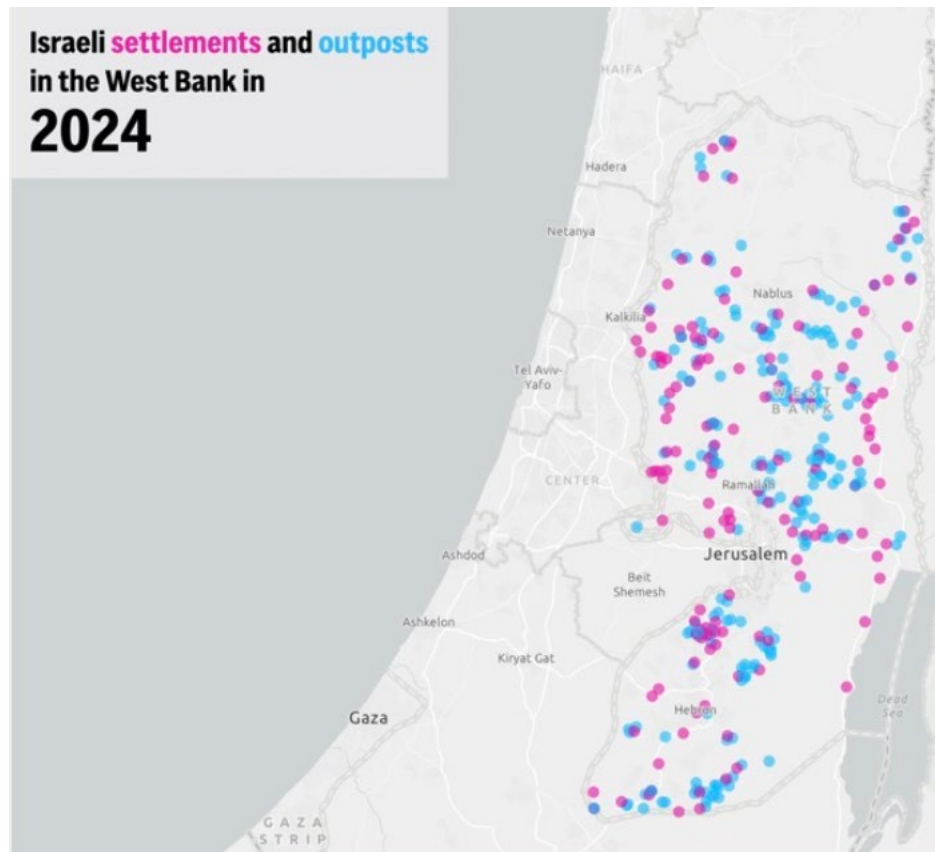 Israeli settlements and outposts
in the West Bank in
2024
HAIFA
Hadera
Netanya
Nablus
Kalkilia
Tel Aviv-
Yafo
WEST
BANK
CENTER
Ramallah
Ashdod
Jerusalem
Beit
Shemesh
Ashkelon
Kiryat Gat
Hebron
Dead
Sea
Gaza
GAZA
STRIP